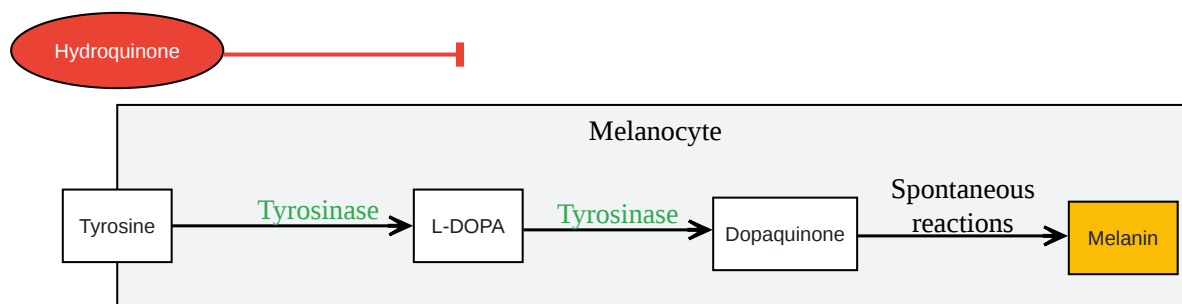 Hydroquinone
Melanocyte
Tyrosine
Tyrosinase
L-DOPA
Tyrosinase
Dopaquinone
Spontaneous
reactions
Melanin